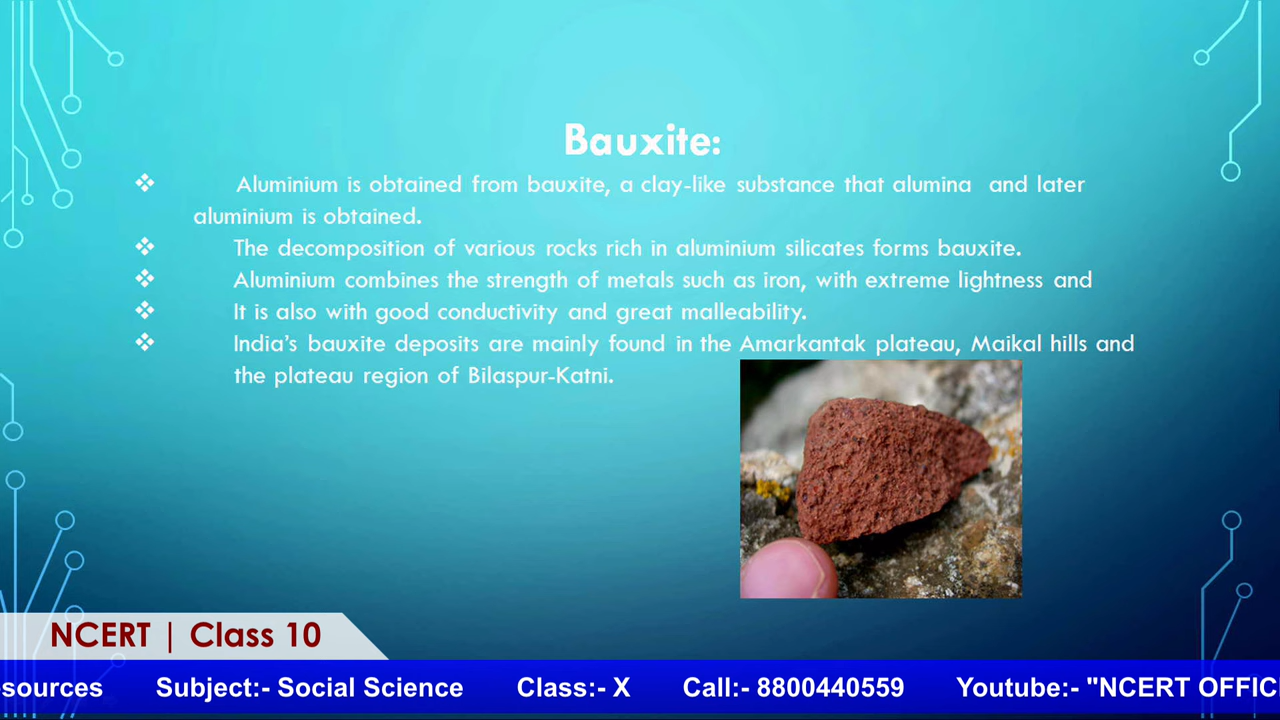 Bauxite:
❖ Aluminium is obtained from bauxite, a clay-like substance that alumina and later
aluminium is obtained.
❖ The decomposition of various rocks rich in aluminium silicates forms bauxite.
❖ Aluminium combines the strength of metals such as iron, with extreme lightness and
❖ It is also with good conductivity and great malleability.
❖ India's bauxite deposits are mainly found in the Amarkantak plateau, Maikal hills and
the plateau region of Bilaspur-Katni.
NCERT | Class 10
esources Subject:- Social Science Class:- X Call:- 8800440559 Youtube:- "NCERT OFFIC